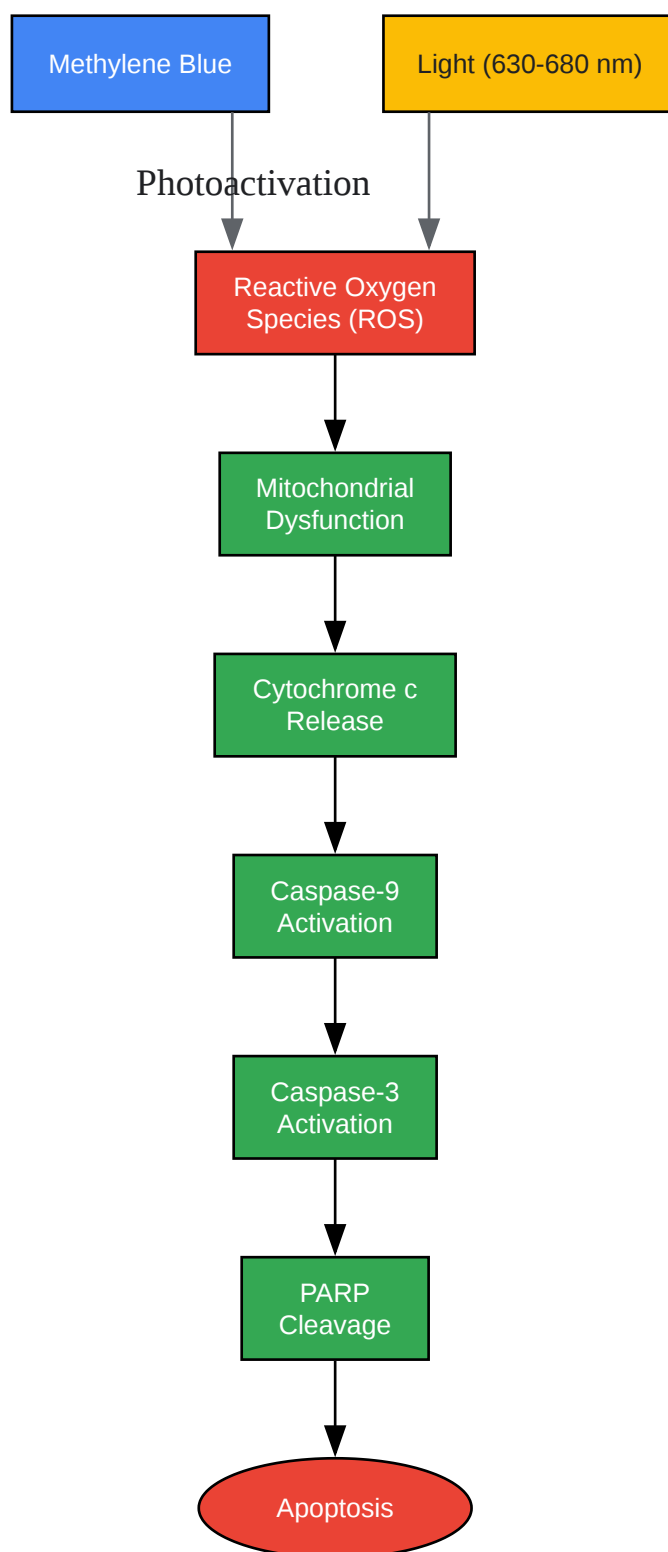 Methylene Blue
Light (630-680 nm)
Photoactivation
Reactive Oxygen
Species (ROS)
Mitochondrial
Dysfunction
Cytochrome c
Release
Caspase-9
Activation
Caspase-3
Activation
PARP
Cleavage
Apoptosis